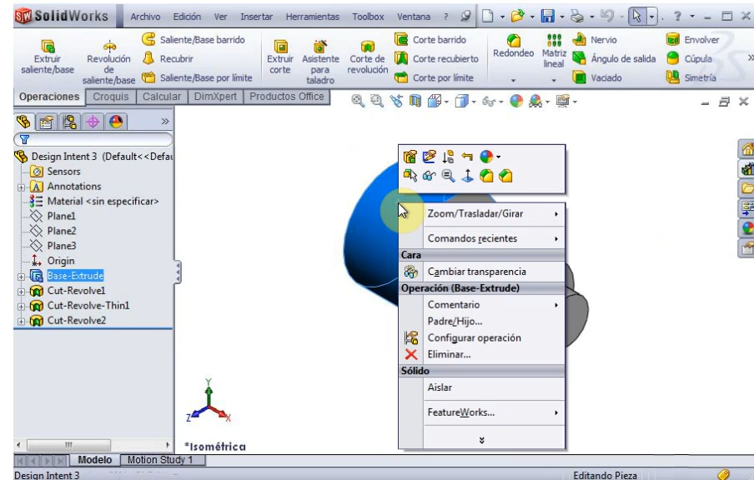 SolidWorks Archivo Edición Ver Insertar Herramientas Toolbox Ventana ?
Extruir saliente/base
Revolución saliente/base
Saliente/Base barrido
Recubrir
Saliente/Base por límite
Extruir corte
Asistente para taladro
Corte de revolución
Corte barrido
Corte recubierto
Corte por límite
Redondeo
Matriz lineal
Nervio
Ángulo de salida
Vaciado
Envolver
Cúpula
Simetría
Operaciones Croquis Calcular DimXpert Productos Office
Design Intent 3 (Default<<Defau
Sensors
Annotations
Material <sin especificar>
Plane1
Plane2
Plane3
Origin
Base-Extrude
Cut-Revolve1
Cut-Revolve-Thin1
Cut-Revolve2
Zoom/Trasladar/Girar
Comandos recientes
Cara
Cambiar transparencia
Operación (Base-Extrude)
Comentario
Padre/Hijo...
Configurar operación
Eliminar...
Sólido
Aislar
FeatureWorks...
Y
Z
X
*Isométrica
Modelo Motion Study 1
Design Intent 3 Editando Pieza